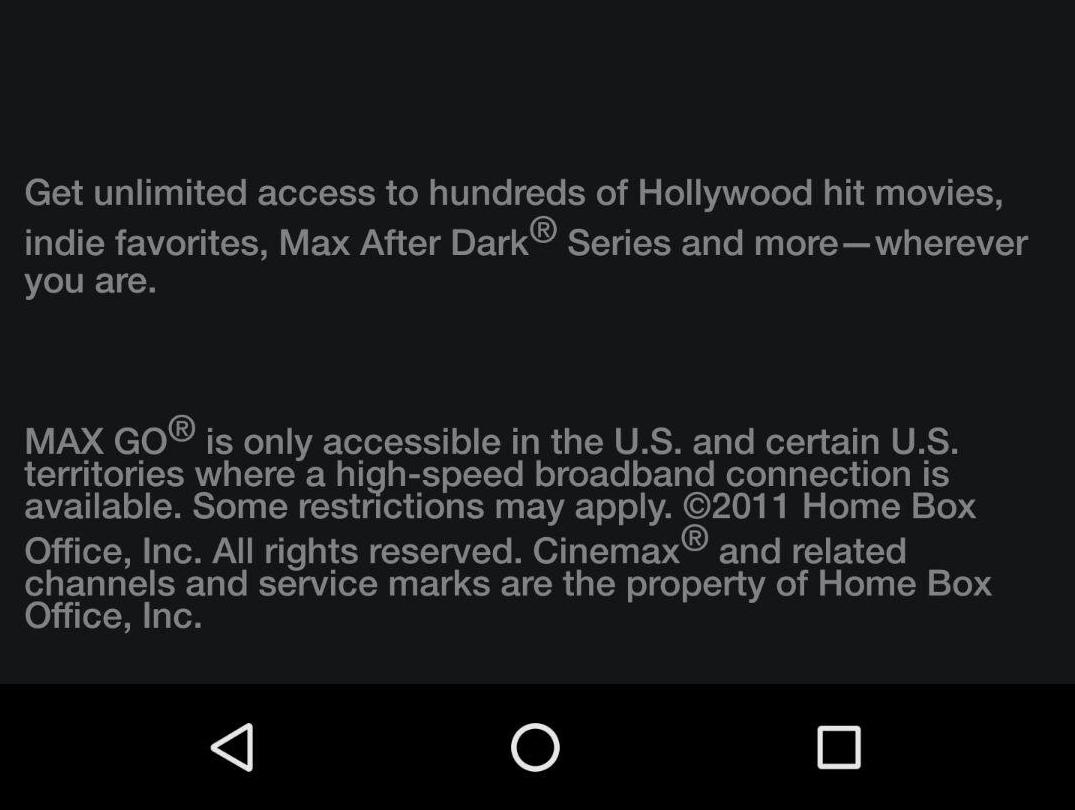 Get unlimited access to hundreds of Hollywood hit movies,
indie favorites, Max After Dark® Series and more—wherever
you are.
MAX GO® is only accessible in the U.S. and certain U.S.
territories where a high-speed broadband connection is
available. Some restrictions may apply. ©2011 Home Box
Office, Inc. All rights reserved. Cinemax® and related
channels and service marks are the property of Home Box
Office, Inc.